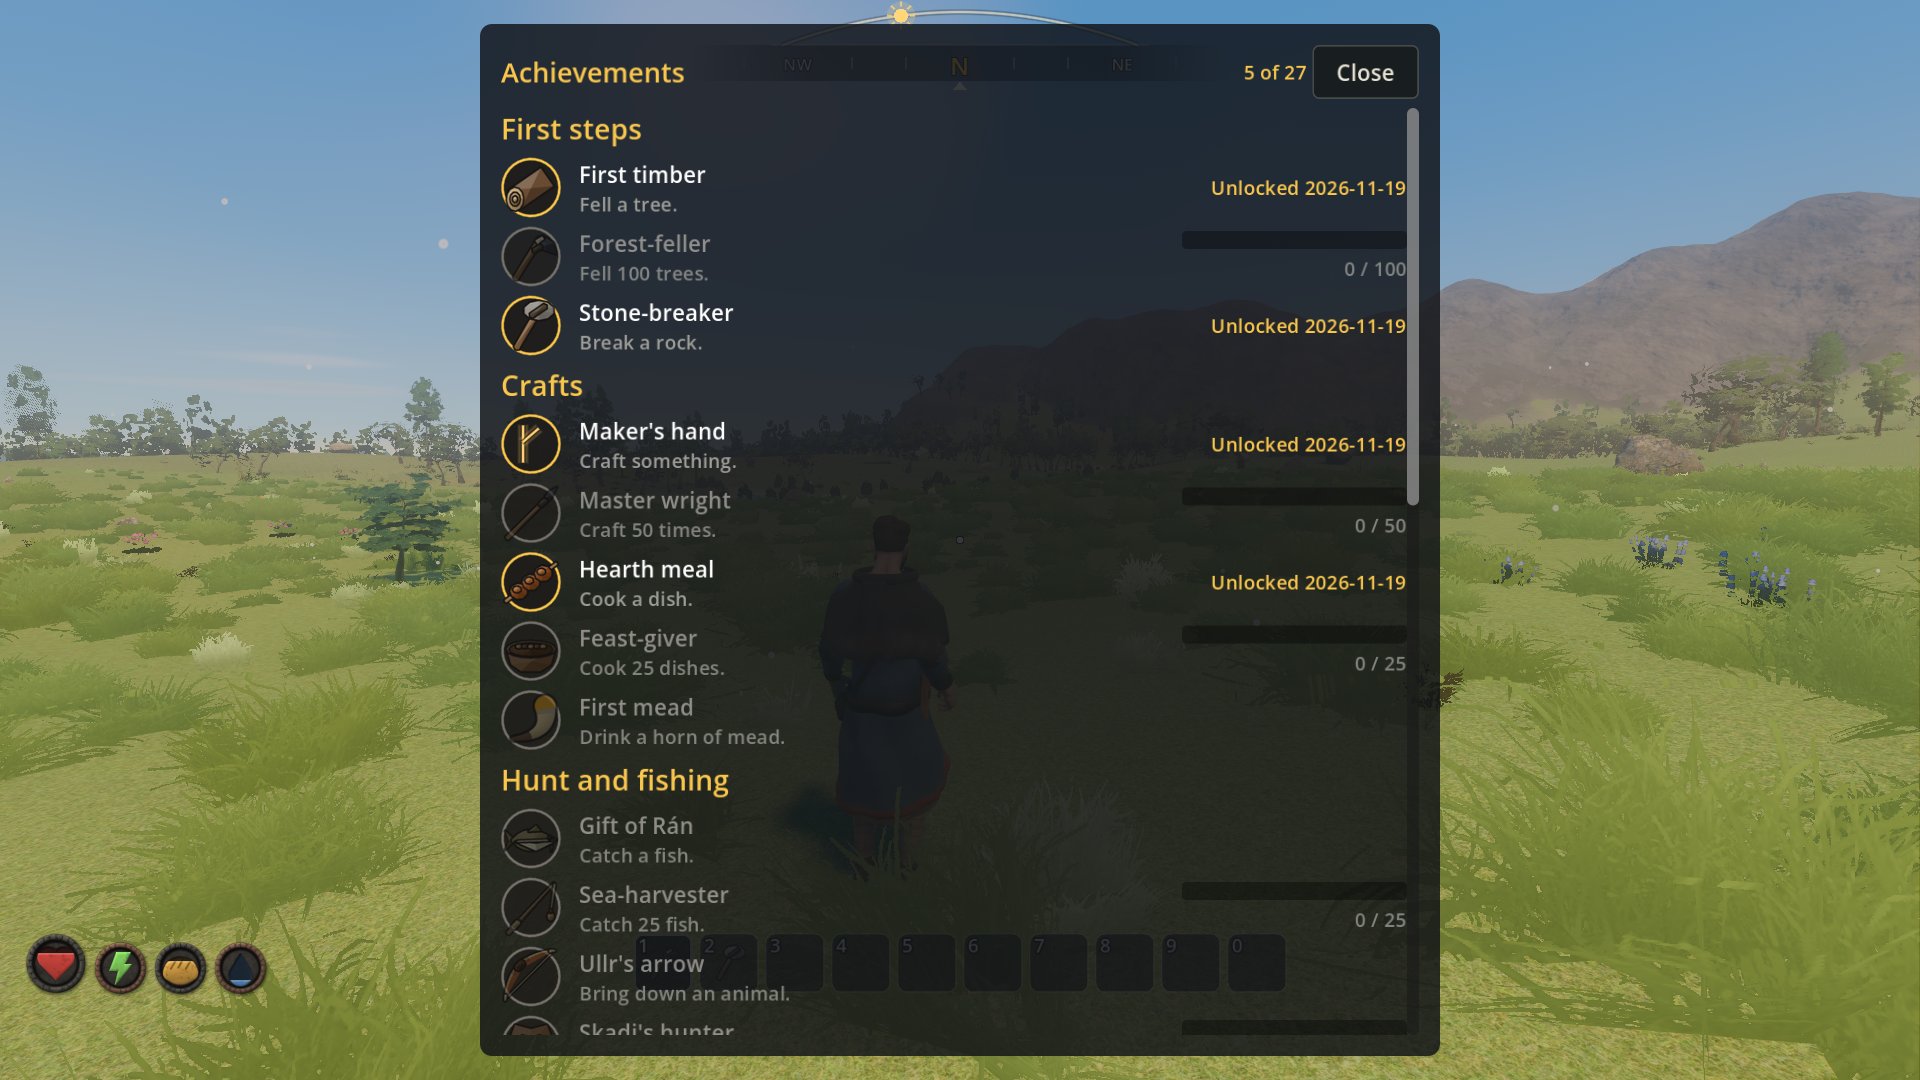 NW
N
NE
Achievements
5 of 27
Close
First steps
First timber
Fell a tree.
Unlocked 2026-11-19
Forest-feller
Fell 100 trees.
0 / 100
Stone-breaker
Break a rock.
Unlocked 2026-11-19
Crafts
Maker's hand
Craft something.
Unlocked 2026-11-19
Master wright
Craft 50 times.
0 / 50
Hearth meal
Cook a dish.
Unlocked 2026-11-19
Feast-giver
Cook 25 dishes.
0 / 25
First mead
Drink a horn of mead.
Hunt and fishing
Gift of Rán
Catch a fish.
Sea-harvester
Catch 25 fish.
0 / 25
1 2 3 4 5 6 7 8 9 0
Ullr's arrow
Bring down an animal.
Skadi's hunter